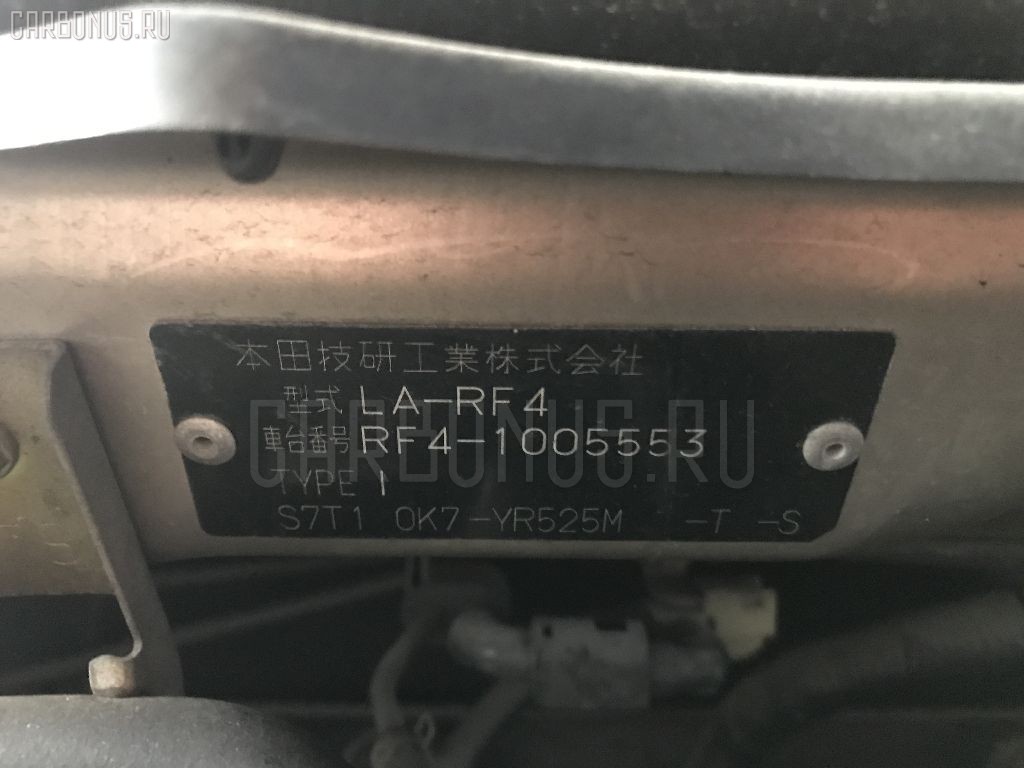 CARBONUS.RU
本田技研工業株式会社
型式 LA-RF4
車台番号 RF4-1005553
TYPE 1
S7T1 0K7-YR525M -T -S
CARBONUS.RU